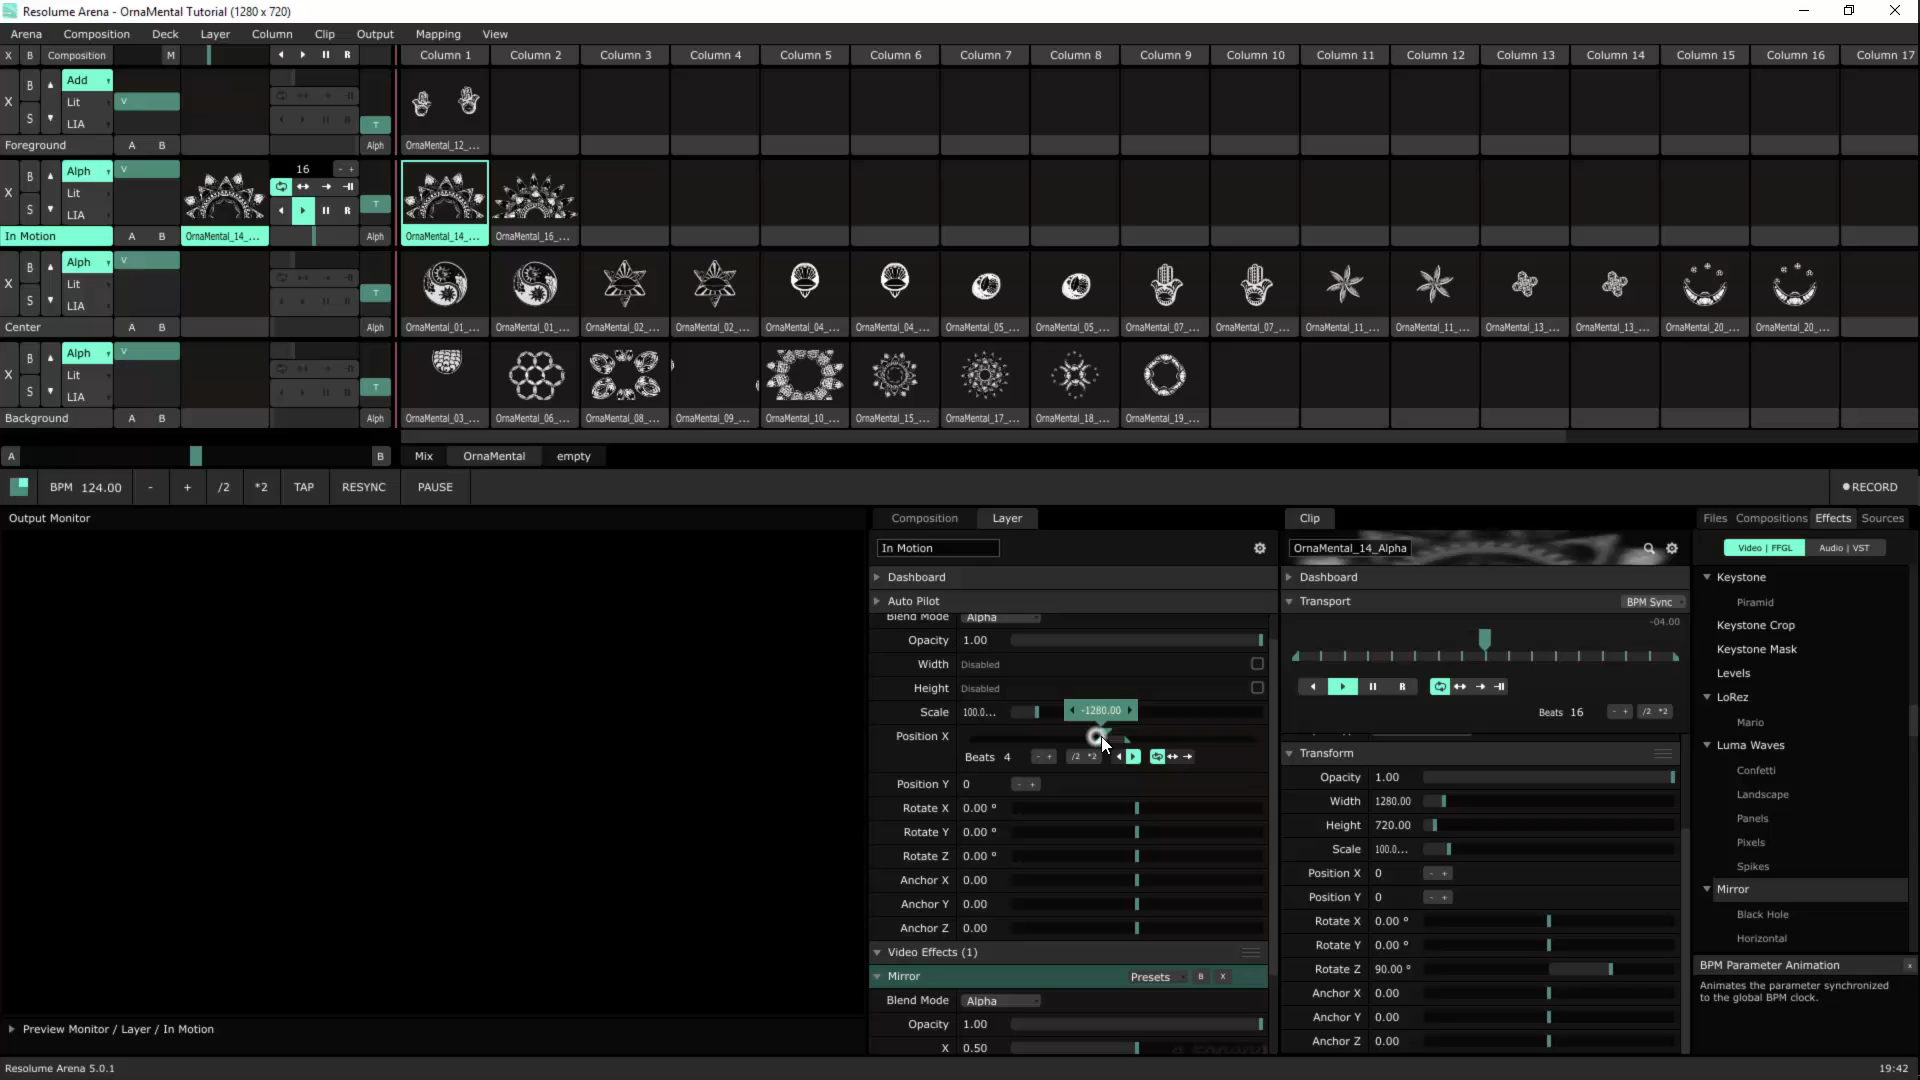 Resolume Arena - OrnaMental Tutorial (1280 x 720)
Arena Composition Deck Layer Column Clip Output Mapping View
X B Composition M R Column 1 Column 2 Column 3 Column 4 Column 5 Column 6 Column 7 Column 8 Column 9 Column 10 Column 11 Column 12 Column 13 Column 14 Column 15 Column 16 Column 17
B Add
X Lit V
S LIA T
Foreground A B Alph OrnaMental_12_...
B Alph V 16 - +
X Lit
S LIA T R
In Motion A B OrnaMental_14_... Alph OrnaMental_14_... OrnaMental_16_...
B Alph V
X Lit
S LIA T
Center A B Alph OrnaMental_01_... OrnaMental_01_... OrnaMental_02_... OrnaMental_02_... OrnaMental_04_... OrnaMental_04_... OrnaMental_05_... OrnaMental_05_... OrnaMental_07_... OrnaMental_07_... OrnaMental_11_... OrnaMental_11_... OrnaMental_13_... OrnaMental_13_... OrnaMental_20_... OrnaMental_20_...
B Alph V
X Lit
S LIA T
Background A B Alph OrnaMental_03_... OrnaMental_06_... OrnaMental_08_... OrnaMental_09_... OrnaMental_10_... OrnaMental_15_... OrnaMental_17_... OrnaMental_18_... OrnaMental_19_...
A B Mix OrnaMental empty
BPM 124.00 - + /2 *2 TAP RESYNC PAUSE RECORD
Output Monitor
Preview Monitor / Layer / In Motion
Composition Layer
In Motion
Dashboard
Auto Pilot
Blend Mode Alpha
Opacity 1.00
Width Disabled
Height Disabled
Scale 100.0... -1280.00
Position X
Beats 4 - + /2 *2
Position Y 0 - +
Rotate X 0.00 °
Rotate Y 0.00 °
Rotate Z 0.00 °
Anchor X 0.00
Anchor Y 0.00
Anchor Z 0.00
Video Effects (1)
Mirror Presets B X
Blend Mode Alpha
Opacity 1.00
X 0.50
Clip
OrnaMental_14_Alpha
Dashboard
Transport BPM Sync
-04.00
R
Beats 16 - + /2 *2
Transform
Opacity 1.00
Width 1280.00
Height 720.00
Scale 100.0...
Position X 0 - +
Position Y 0 - +
Rotate X 0.00 °
Rotate Y 0.00 °
Rotate Z 90.00 °
Anchor X 0.00
Anchor Y 0.00
Anchor Z 0.00
Files Compositions Effects Sources
Video | FFGL Audio | VST
Keystone
Piramid
Keystone Crop
Keystone Mask
Levels
LoRez
Mario
Luma Waves
Confetti
Landscape
Panels
Pixels
Spikes
Mirror
Black Hole
Horizontal
BPM Parameter Animation x
Animates the parameter synchronized
to the global BPM clock.
Resolume Arena 5.0.1 19:42